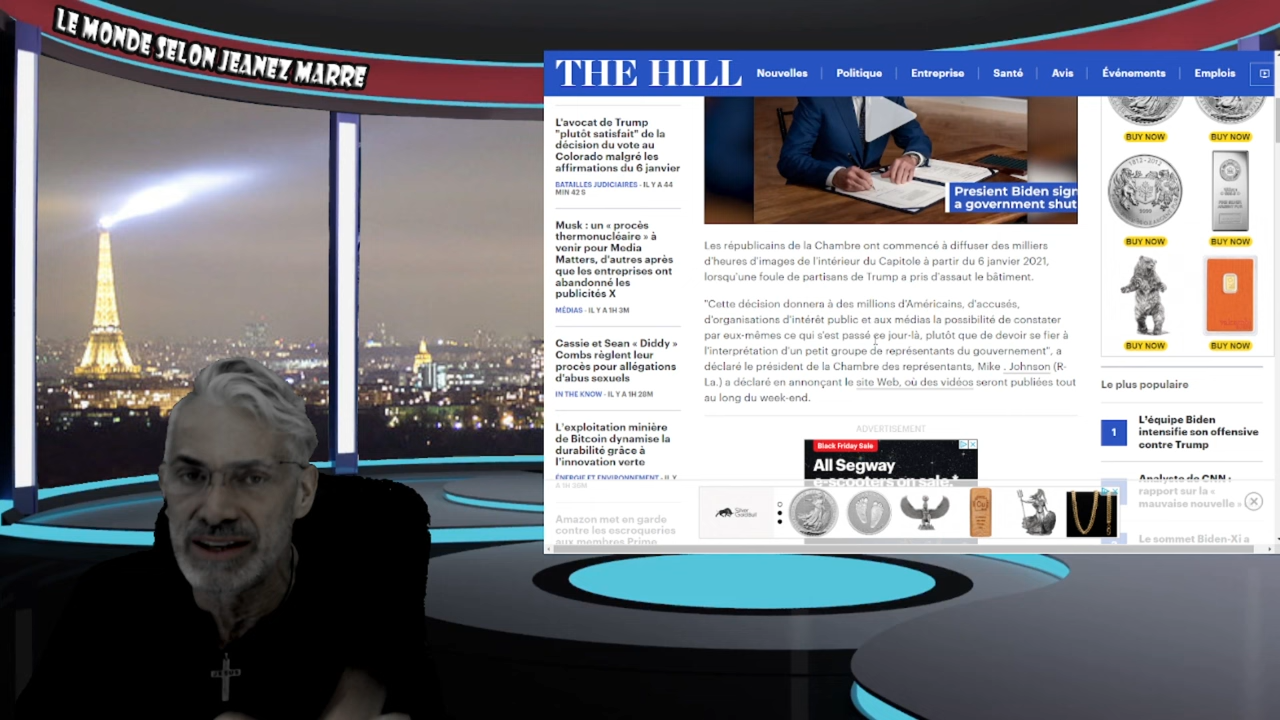 LE MONDE SELON JEANEZ MARRE
THE HILL
Nouvelles
Politique
Entreprise
Santé
Avis
Événements
Emplois
L'avocat de Trump
"plutôt satisfait" de la
décision du vote au
Colorado malgré les
affirmations du 6 janvier
BATAILLES JUDICIAIRES - IL Y A 44
MIN 42 S
Musk : un « procès
thermonucléaire » à
venir pour Media
Matters, d'autres après
que les entreprises ont
abandonné les
publicités X
MÉDIAS - IL Y A 1H 3M
Cassie et Sean « Diddy »
Combs règlent leur
procès pour allégations
d'abus sexuels
IN THE KNOW - IL Y A 1H 28M
L'exploitation minière
de Bitcoin dynamise la
durabilité grâce à
l'innovation verte
ÉNERGIE ET ENVIRONNEMENT - IL Y
Amazon met en garde
contre les escroqueries
aux membres Prime
Presient Biden sign
a government shut
Les républicains de la Chambre ont commencé à diffuser des milliers
d'heures d'images de l'intérieur du Capitole à partir du 6 janvier 2021,
lorsqu'une foule de partisans de Trump a pris d'assaut le bâtiment.
"Cette décision donnera à des millions d'Américains, d'accusés,
d'organisations d'intérêt public et aux médias la possibilité de constater
par eux-mêmes ce qui s'est passé ce jour-là, plutôt que de devoir se fier à
l'interprétation d'un petit groupe de représentants du gouvernement", a
déclaré le président de la Chambre des représentants, Mike . Johnson (R-
La.) a déclaré en annonçant le site Web, où des vidéos seront publiées tout
au long du week-end.
ADVERTISEMENT
Black Friday Sale
All Segway
e-scooters on sale.*
BUY NOW
BUY NOW
BUY NOW
BUY NOW
BUY NOW
BUY NOW
Le plus populaire
1
L'équipe Biden
intensifie son offensive
contre Trump
Analyste de CNN :
rapport sur la «
mauvaise nouvelle »
Le sommet Biden-Xi a
JESUS